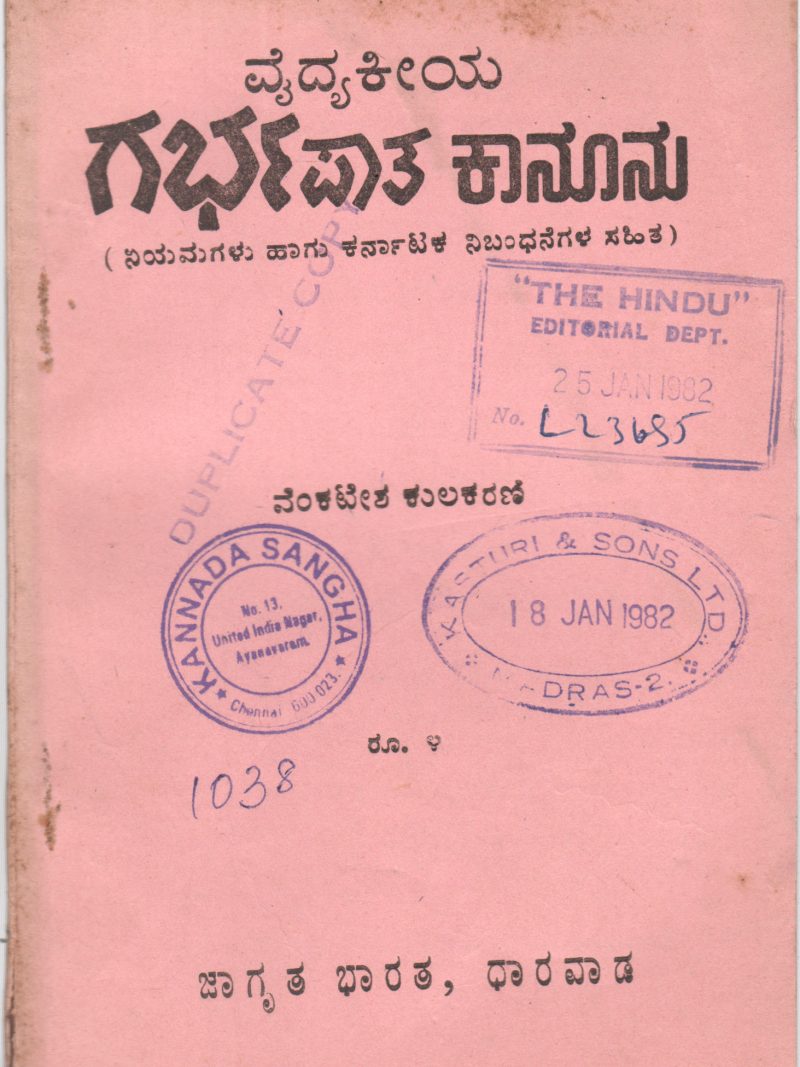 ವೈದ್ಯಕೀಯ
ಗರ್ಭಪಾತ ಕಾನೂನು
( ನಿಯಮಗಳು ಹಾಗು ಕರ್ನಾಟಕ ನಿಬಂಧನೆಗಳ ಸಹಿತ )
DUPLICATE COPY
"THE HINDU"
EDITORIAL DEPT.
25 JAN 1982
No. L23695
ವೆಂಕಟೇಶ ಕುಲಕರಣಿ
KANNADA SANGHA
No. 13,
United India Nagar,
Ayanavaram,
Chennai 600 023.
KASTURI & SONS LTD.
18 JAN 1982
MADRAS-2.
ರೂ. ೪
1038
ಜಾಗೃತ ಭಾರತ, ಧಾರವಾಡ